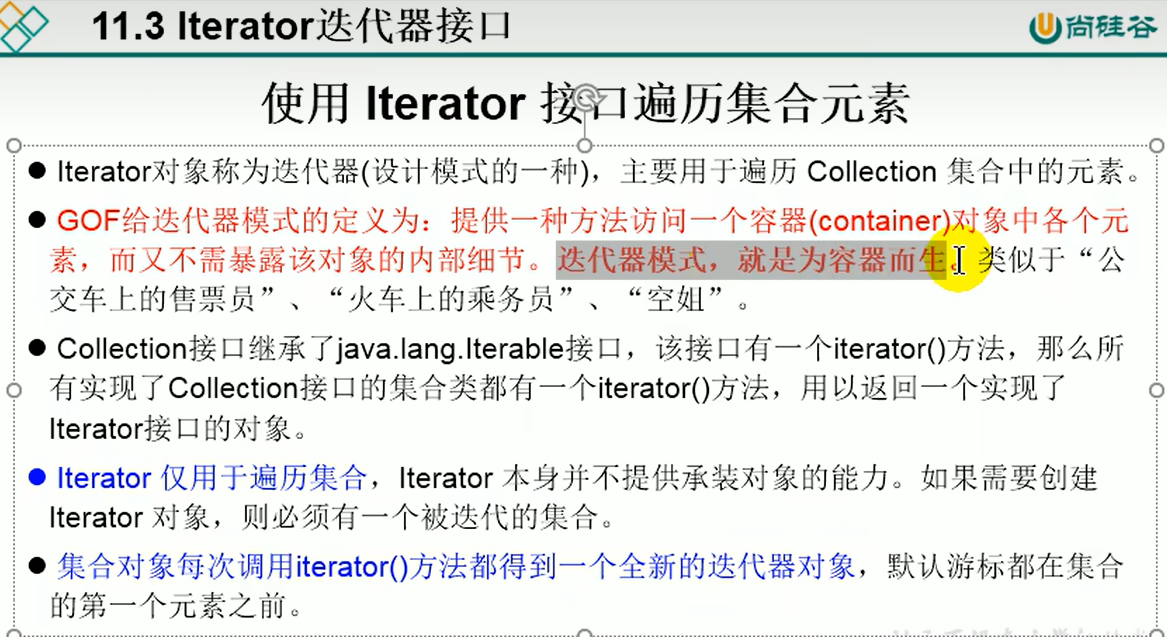 11.3 Iterator迭代器接口
尚硅谷
使用 Iterator 接口遍历集合元素
● Iterator对象称为迭代器(设计模式的一种)，主要用于遍历 Collection 集合中的元素。
● GOF给迭代器模式的定义为：提供一种方法访问一个容器(container)对象中各个元
素，而又不需暴露该对象的内部细节。迭代器模式，就是为容器而生。类似于“公
交车上的售票员”、“火车上的乘务员”、“空姐”。
● Collection接口继承了java.lang.Iterable接口，该接口有一个iterator()方法，那么所
有实现了Collection接口的集合类都有一个iterator()方法，用以返回一个实现了
Iterator接口的对象。
● Iterator 仅用于遍历集合，Iterator 本身并不提供承装对象的能力。如果需要创建
Iterator 对象，则必须有一个被迭代的集合。
● 集合对象每次调用iterator()方法都得到一个全新的迭代器对象，默认游标都在集合
的第一个元素之前。